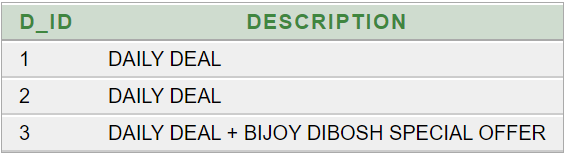 D_ID DESCRIPTION
1 DAILY DEAL
2 DAILY DEAL
3 DAILY DEAL + BIJOY DIBOSH SPECIAL OFFER